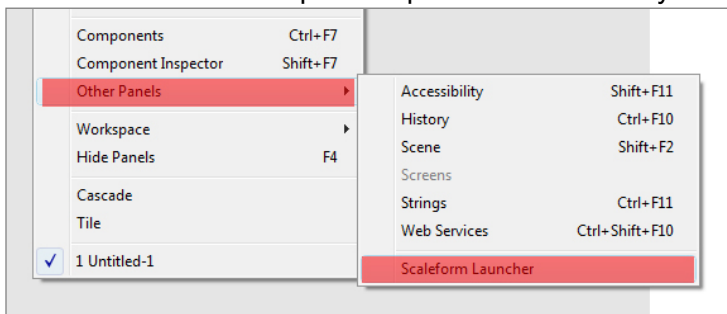 Components Ctrl+F7
Component Inspector Shift+F7
Other Panels
Workspace
Hide Panels F4
Cascade
Tile
1 Untitled-1
Accessibility Shift+F11
History Ctrl+F10
Scene Shift+F2
Screens
Strings Ctrl+F11
Web Services Ctrl+Shift+F10
Scaleform Launcher